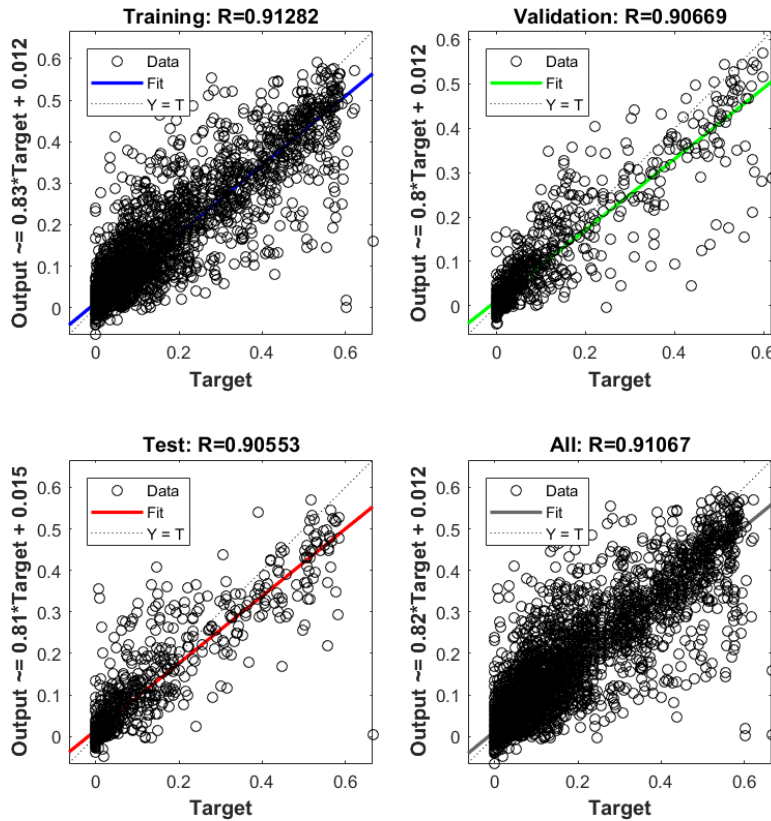 Training: R=0.91282
Output ~= 0.83*Target + 0.012
0.6
0.5
0.4
0.3
0.2
0.1
0
Data
Fit
Y = T
0 0.2 0.4 0.6
Target
Validation: R=0.90669
Output ~= 0.8*Target + 0.012
0.6
0.5
0.4
0.3
0.2
0.1
0
Data
Fit
Y = T
0 0.2 0.4 0.6
Target
Test: R=0.90553
Output ~= 0.81*Target + 0.015
0.6
0.5
0.4
0.3
0.2
0.1
0
Data
Fit
Y = T
0 0.2 0.4 0.6
Target
All: R=0.91067
Output ~= 0.82*Target + 0.012
0.6
0.5
0.4
0.3
0.2
0.1
0
Data
Fit
Y = T
0 0.2 0.4 0.6
Target